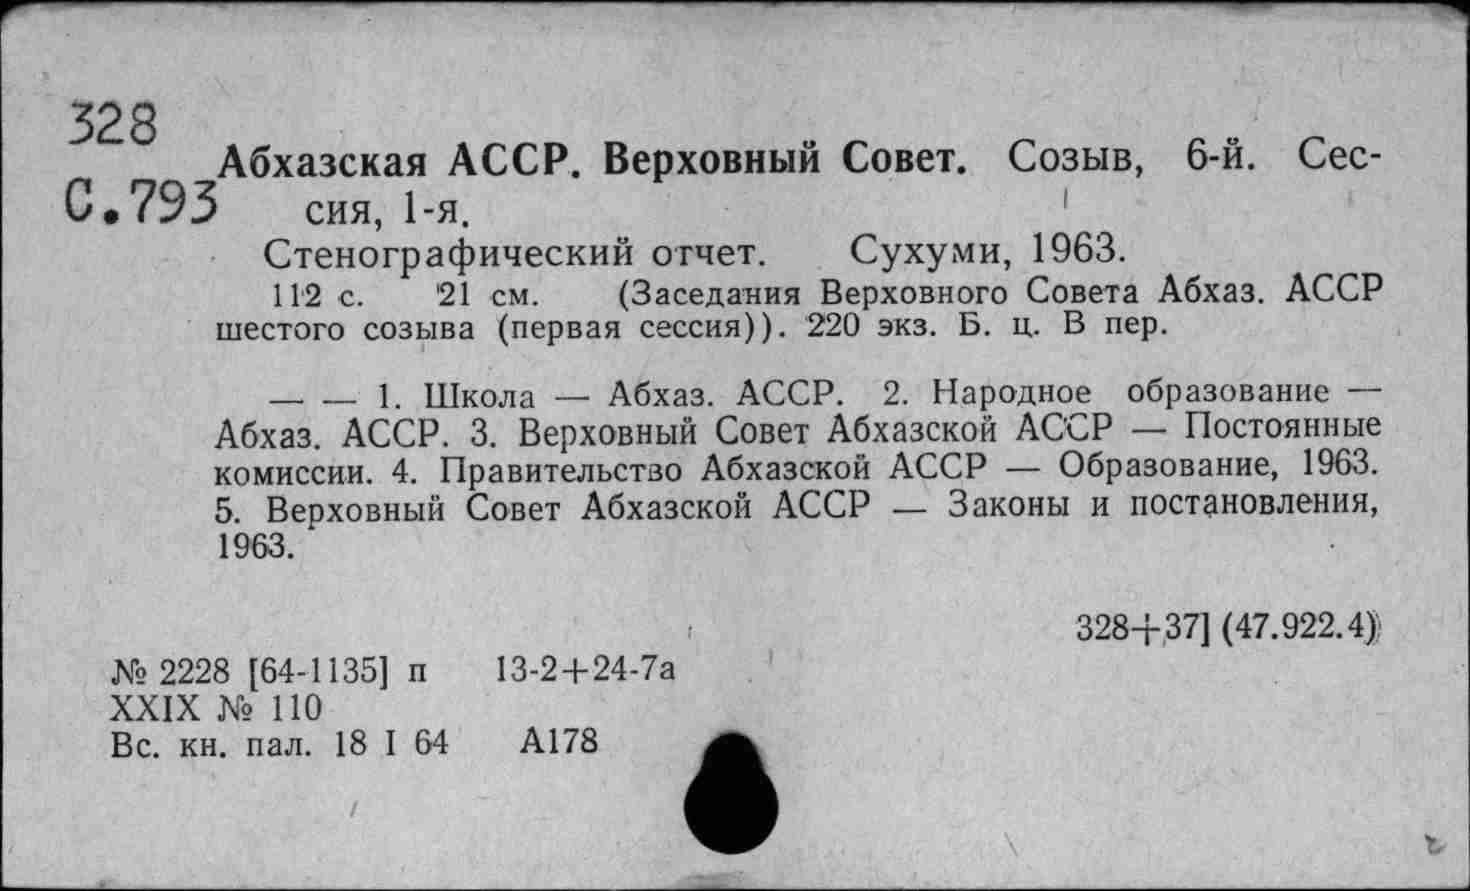 328
Абхазская АССР. Верховный Совет. Созыв, 6-й. Сес-
С.793 сия, 1-я.
Стенографический отчет. Сухуми, 1963.
112 с. 21 см. (Заседания Верховного Совета Абхаз. АССР
шестого созыва (первая сессия)). 220 экз. Б. ц. В пер.
— — 1. Школа — Абхаз. АССР. 2. Народное образование —
Абхаз. АССР. 3. Верховный Совет Абхазской АССР — Постоянные
комиссии. 4. Правительство Абхазской АССР — Образование, 1963.
5. Верховный Совет Абхазской АССР — Законы и постановления,
1963.
328+37] (47.922.4)
№ 2228 [64-1135] п 13-2+24-7а
XXIX № 110
Вс. кн. пал. 18 I 64 А178